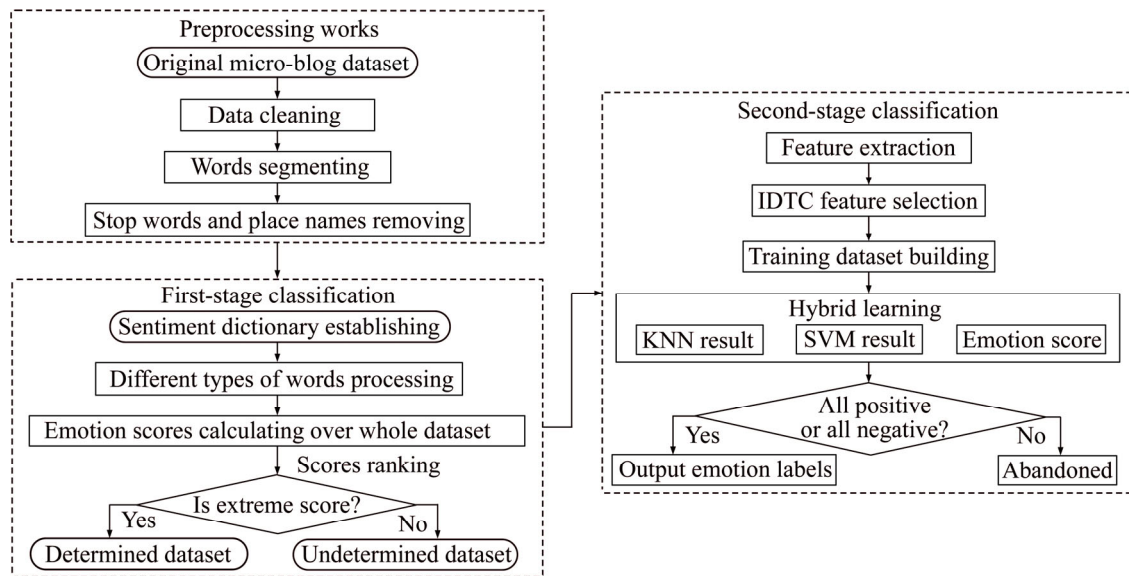 Preprocessing works
Original micro-blog dataset
Data cleaning
Words segmenting
Stop words and place names removing
First-stage classification
Sentiment dictionary establishing
Different types of words processing
Emotion scores calculating over whole dataset
Scores ranking
Is extreme score?
Yes
No
Determined dataset
Undetermined dataset
Second-stage classification
Feature extraction
IDTC feature selection
Training dataset building
Hybrid learning
KNN result
SVM result
Emotion score
All positive
or all negative?
Yes
No
Output emotion labels
Abandoned